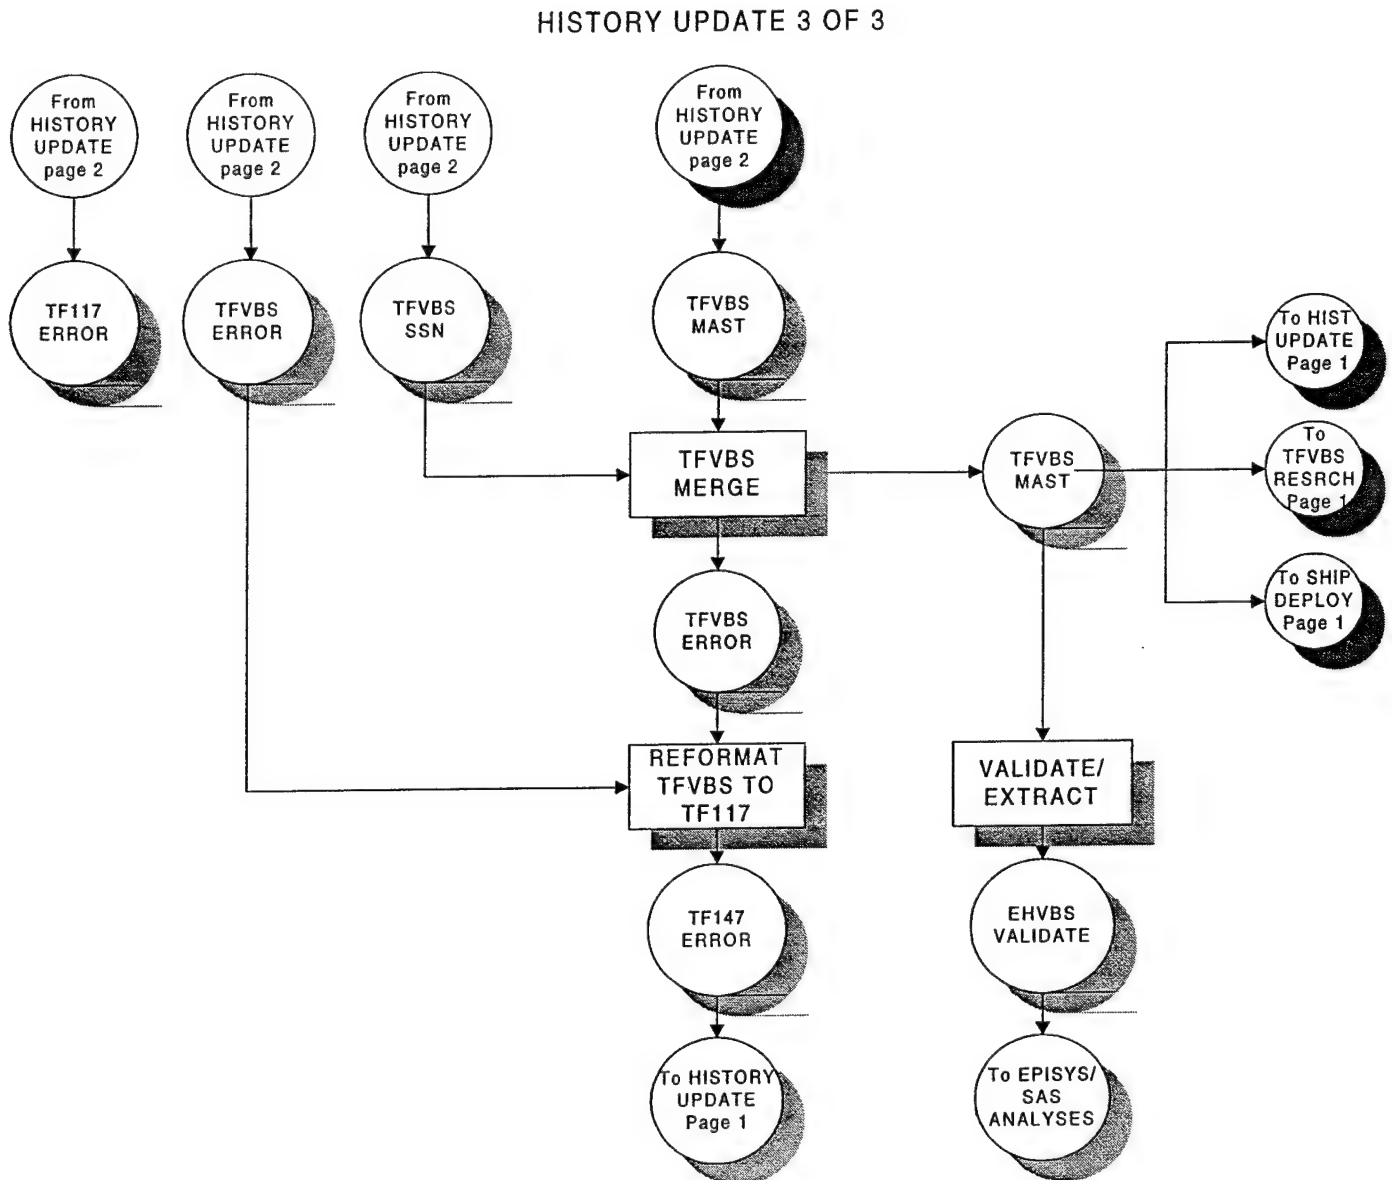 HISTORY UPDATE 3 OF 3
From
HISTORY
UPDATE
page 2
From
HISTORY
UPDATE
page 2
From
HISTORY
UPDATE
page 2
From
HISTORY
UPDATE
page 2
TF117
ERROR
TFVBS
ERROR
TFVBS
SSN
TFVBS
MAST
To HIST
UPDATE
Page 1
TFVBS
MERGE
TFVBS
MAST
To
TFVBS
RESRCH
Page 1
To SHIP
DEPLOY
Page 1
TFVBS
ERROR
REFORMAT
TFVBS TO
TF117
VALIDATE/
EXTRACT
TF147
ERROR
EHVBS
VALIDATE
To HISTORY
UPDATE
Page 1
To EPISYS/
SAS
ANALYSES